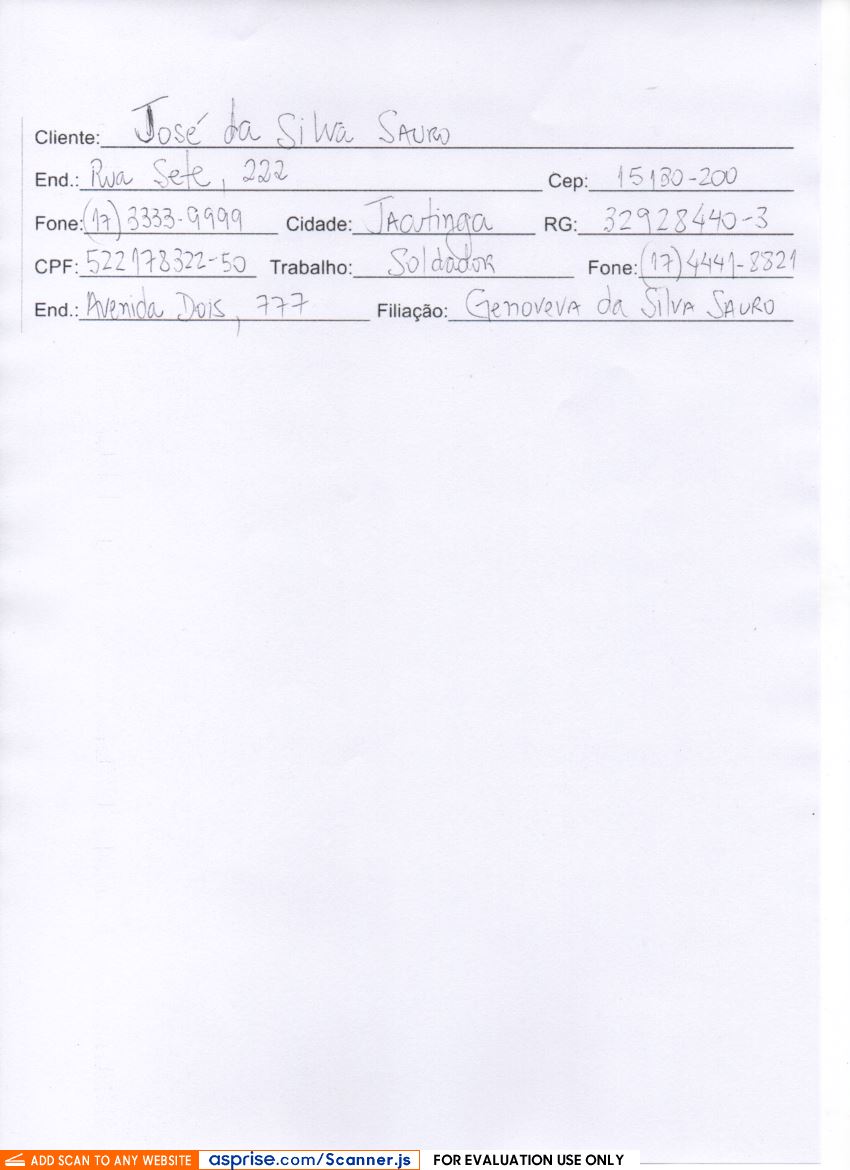 Cliente: José da Silva Sauro
End.: Rua Sete, 222 Cep: 15130-200
Fone: (17) 3333-9999 Cidade: Jacutinga RG: 32928440-3
CPF: 522178322-50 Trabalho: Soldador Fone: (17) 4441-8821
End.: Avenida Dois, 777 Filiação: Genoveva da Silva Sauro
ADD SCAN TO ANY WEBSITE asprise.com/Scanner.js FOR EVALUATION USE ONLY